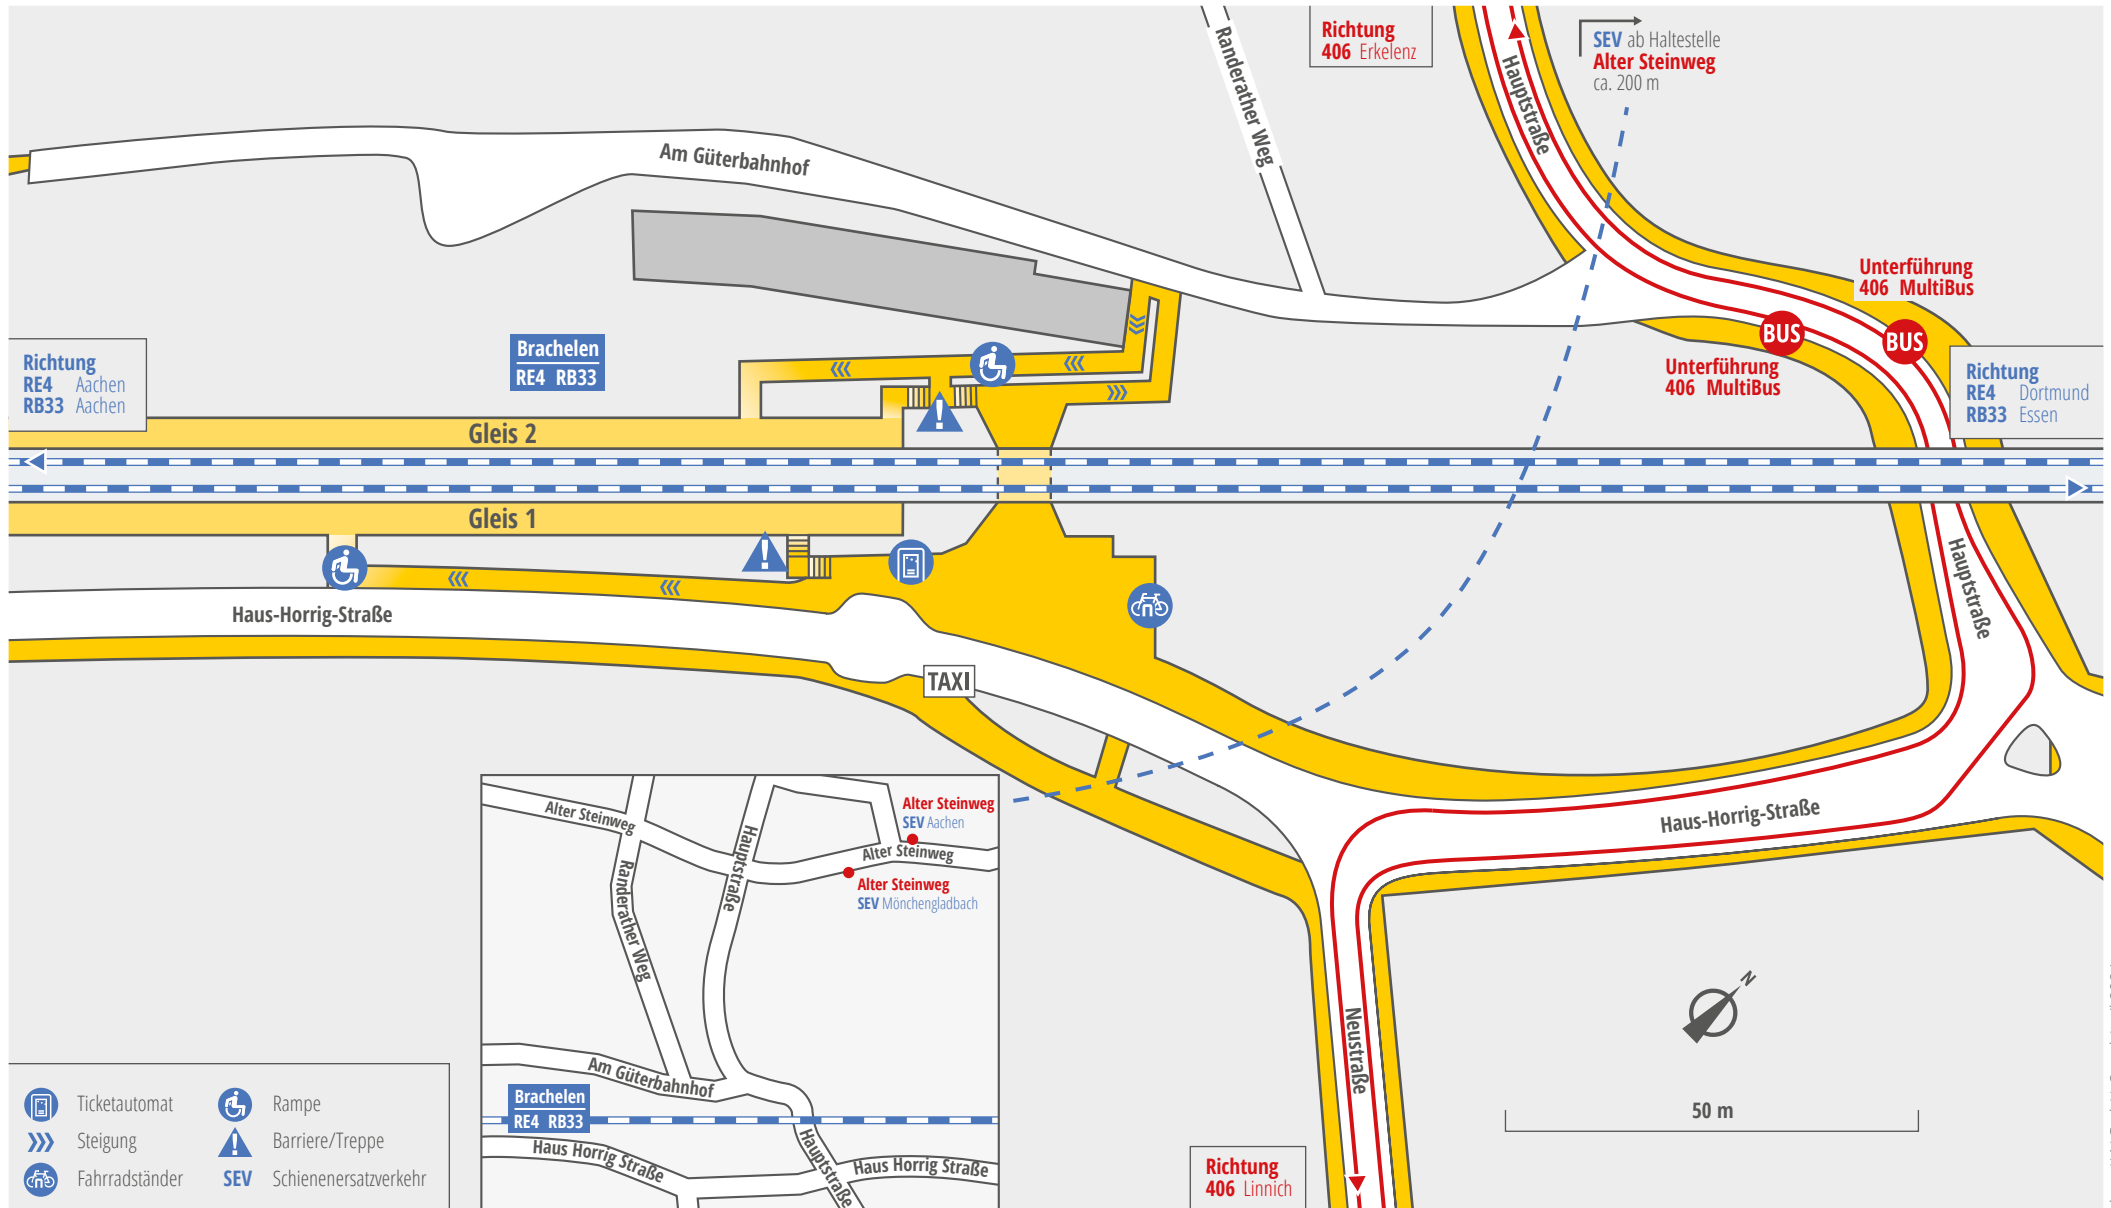 Richtung
406 Erkelenz
Randerather Weg
Hauptstraße
SEV ab Haltestelle
Alter Steinweg
ca. 200 m
Am Güterbahnhof
Unterführung
406 MultiBus
BUS
BUS
Unterführung
406 MultiBus
Richtung
RE4 Aachen
RB33 Aachen
Brachelen
RE4 RB33
Richtung
RE4 Dortmund
RB33 Essen
Gleis 2
Gleis 1
Haus-Horrig-Straße
Hauptstraße
TAXI
Haus-Horrig-Straße
Neustraße
Alter Steinweg
Alter Steinweg
SEV Aachen
Hauptstraße
Alter Steinweg
Alter Steinweg
SEV Mönchengladbach
Randerather Weg
Am Güterbahnhof
Brachelen
RE4 RB33
Haus Horrig Straße
Hauptstraße
Haus Horrig Straße
N
50 m
Richtung
406 Linnich
Ticketautomat
Rampe
Steigung
Barriere/Treppe
Fahrradständer
SEV Schienenersatzverkehr